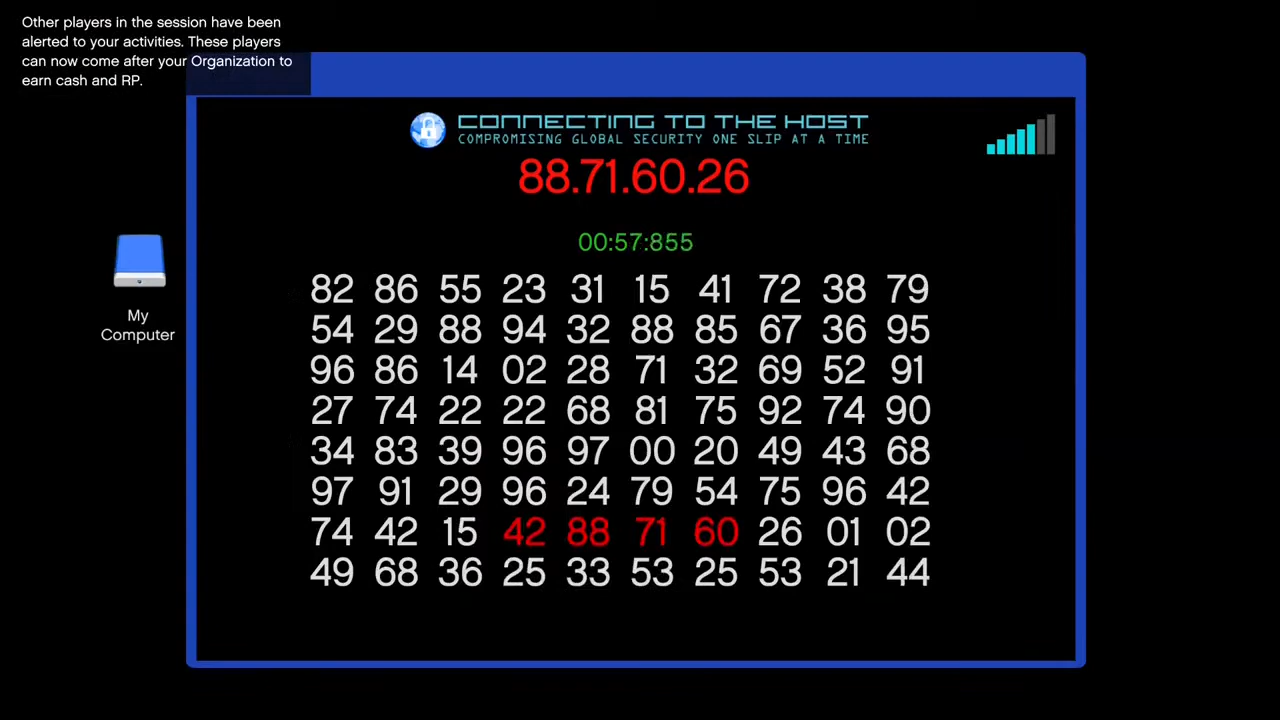 Other players in the session have been
alerted to your activities. These players
can now come after your Organization to
earn cash and RP.
CONNECTING TO THE HOST
COMPROMISING GLOBAL SECURITY ONE SLIP AT A TIME
88.71.60.26
00:57:855
82 86 55 23 31 15 41 72 38 79
54 29 88 94 32 88 85 67 36 95
96 86 14 02 28 71 32 69 52 91
27 74 22 22 68 81 75 92 74 90
34 83 39 96 97 00 20 49 43 68
97 91 29 96 24 79 54 75 96 42
74 42 15 42 88 71 60 26 01 02
49 68 36 25 33 53 25 53 21 44
My
Computer